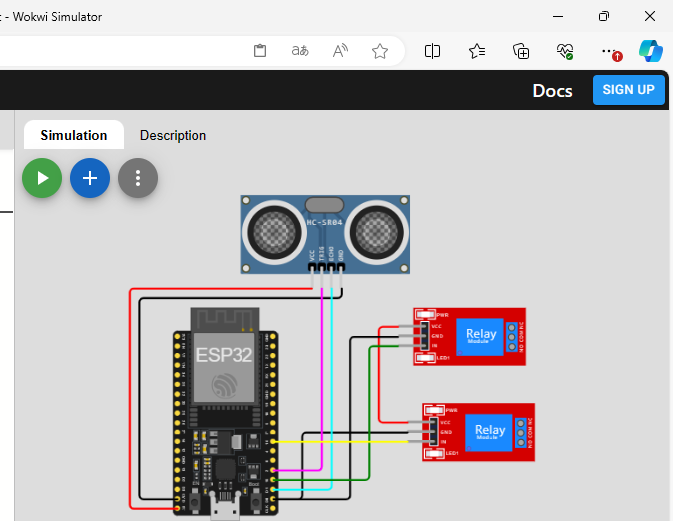 : - Wokwi Simulator
Docs
SIGN UP
Simulation
Description
HC-SR04
VCC
TRIG
ECHO
GND
ESP32
PWR
VCC
GND
IN
LED1
Relay
Module
NO COM NC
PWR
VCC
GND
IN
LED1
Relay
Module
NO COM NC